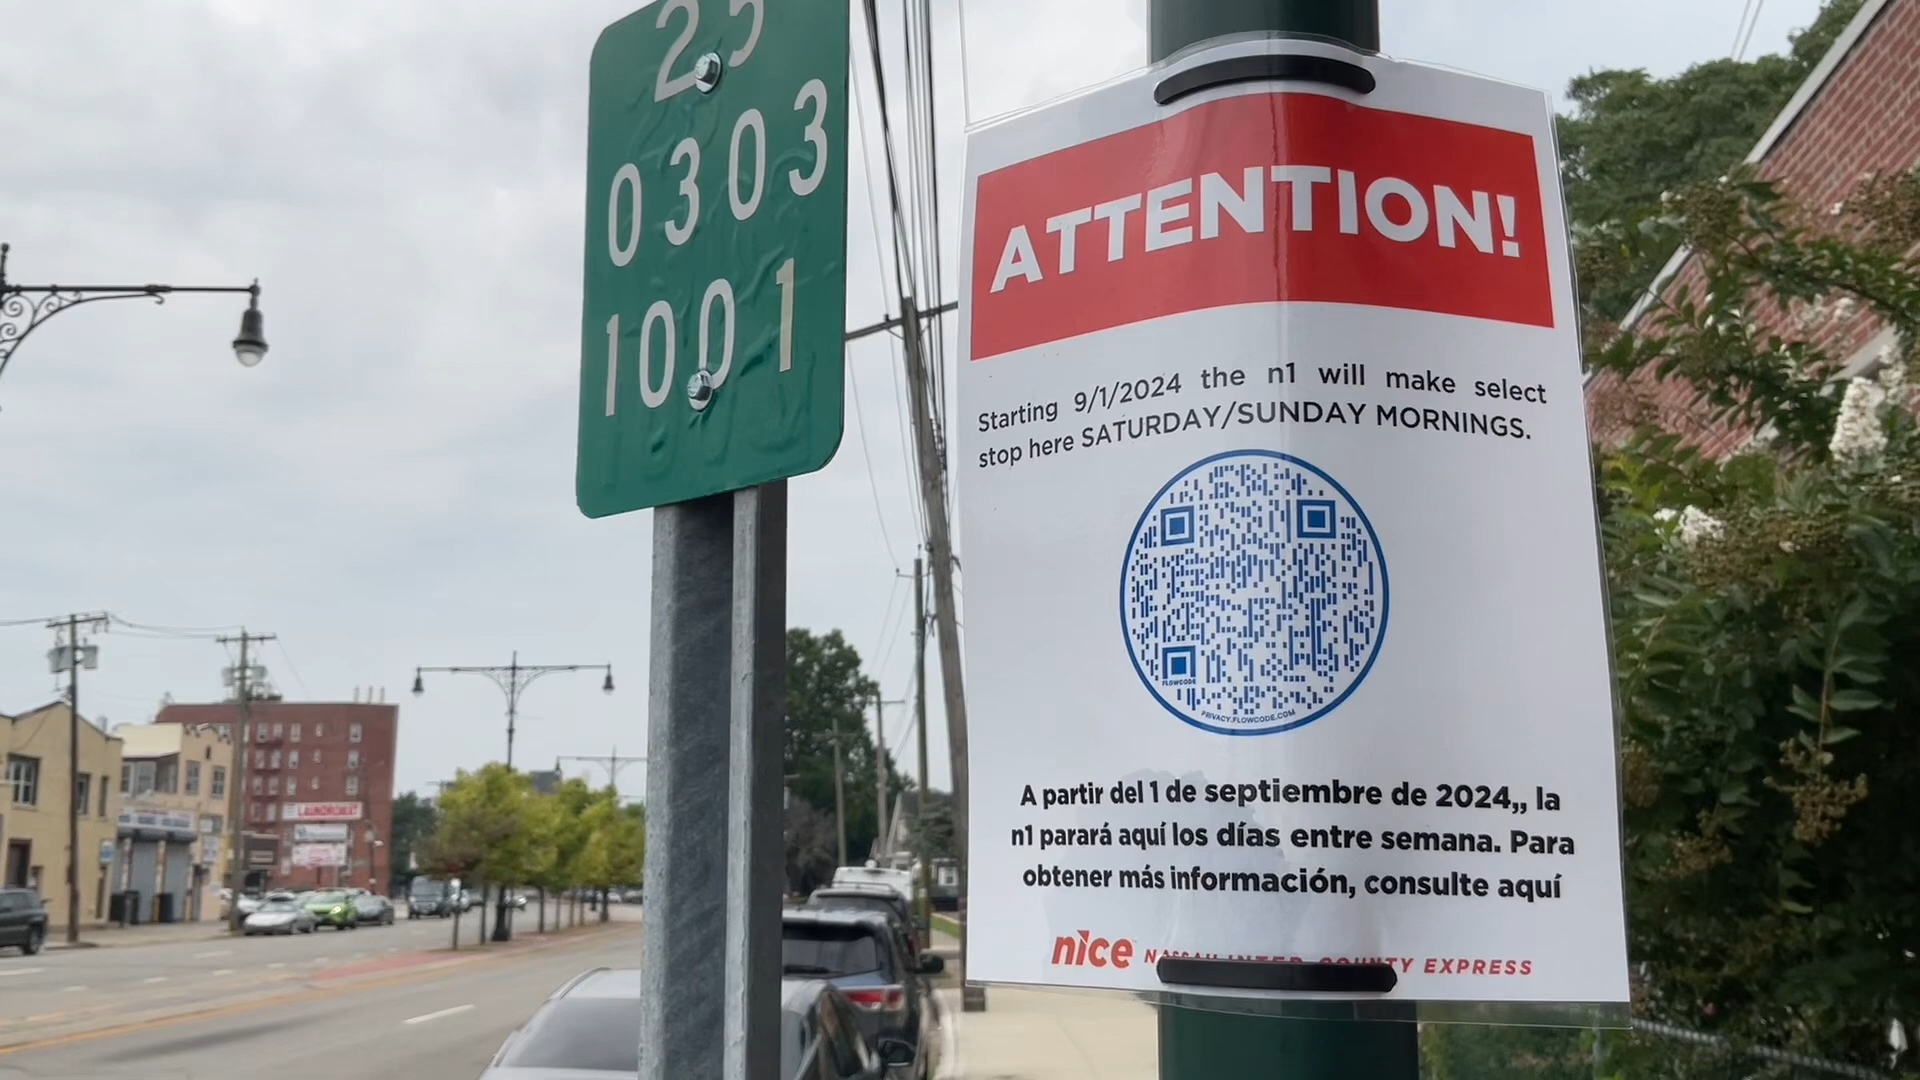 25
0303
1001
ATTENTION!
Starting 9/1/2024 the n1 will make select
stop here SATURDAY/SUNDAY MORNINGS.
FLOWCODE
PRIVACY.FLOWCODE.COM
A partir del 1 de septiembre de 2024,, la
n1 parará aquí los días entre semana. Para
obtener más información, consulte aquí
nice NASSAU INTER COUNTY EXPRESS
LAUNDROMAT